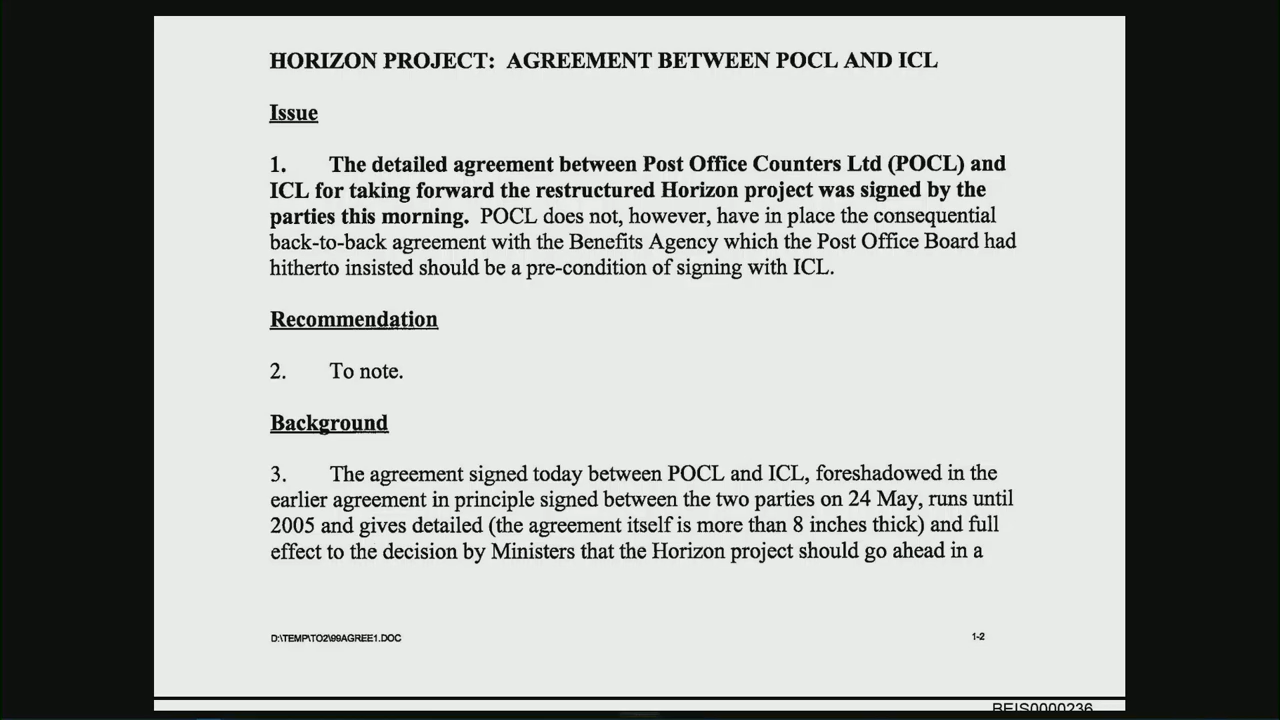 HORIZON PROJECT: AGREEMENT BETWEEN POCL AND ICL
Issue
1. The detailed agreement between Post Office Counters Ltd (POCL) and
ICL for taking forward the restructured Horizon project was signed by the
parties this morning. POCL does not, however, have in place the consequential
back-to-back agreement with the Benefits Agency which the Post Office Board had
hitherto insisted should be a pre-condition of signing with ICL.
Recommendation
2. To note.
Background
3. The agreement signed today between POCL and ICL, foreshadowed in the
earlier agreement in principle signed between the two parties on 24 May, runs until
2005 and gives detailed (the agreement itself is more than 8 inches thick) and full
effect to the decision by Ministers that the Horizon project should go ahead in a
D:\TEMP\TO2\99AGREE1.DOC 1-2
BEIS0000236